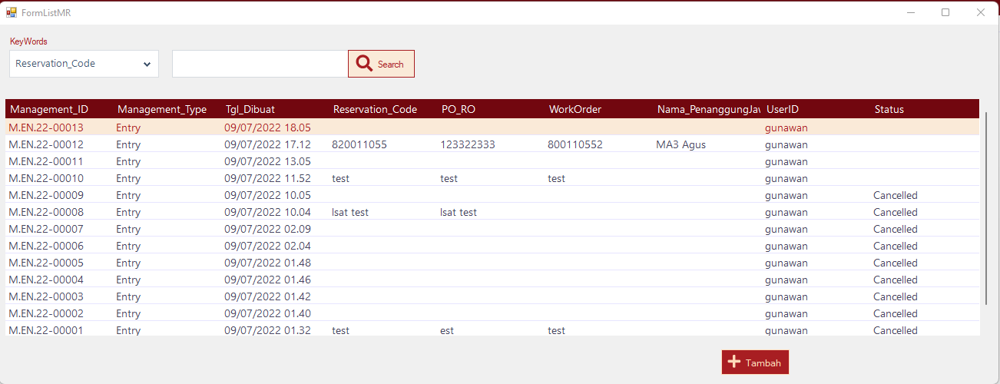 FormListMR
KeyWords
Reservation_Code
Search
Management_ID Management_Type Tgl_Dibuat Reservation_Code PO_RO WorkOrder Nama_PenanggungJav UserID Status
M.EN.22-00013 Entry 09/07/2022 18.05 gunawan
M.EN.22-00012 Entry 09/07/2022 17.12 820011055 123322333 800110552 MA3 Agus gunawan
M.EN.22-00011 Entry 09/07/2022 13.05 gunawan
M.EN.22-00010 Entry 09/07/2022 11.52 test test test gunawan
M.EN.22-00009 Entry 09/07/2022 10.05 gunawan Cancelled
M.EN.22-00008 Entry 09/07/2022 10.04 lsat test lsat test gunawan Cancelled
M.EN.22-00007 Entry 09/07/2022 02.09 gunawan Cancelled
M.EN.22-00006 Entry 09/07/2022 02.04 gunawan Cancelled
M.EN.22-00005 Entry 09/07/2022 01.48 gunawan Cancelled
M.EN.22-00004 Entry 09/07/2022 01.46 gunawan Cancelled
M.EN.22-00003 Entry 09/07/2022 01.42 gunawan Cancelled
M.EN.22-00002 Entry 09/07/2022 01.40 gunawan Cancelled
M.EN.22-00001 Entry 09/07/2022 01.32 test est test gunawan Cancelled
Tambah